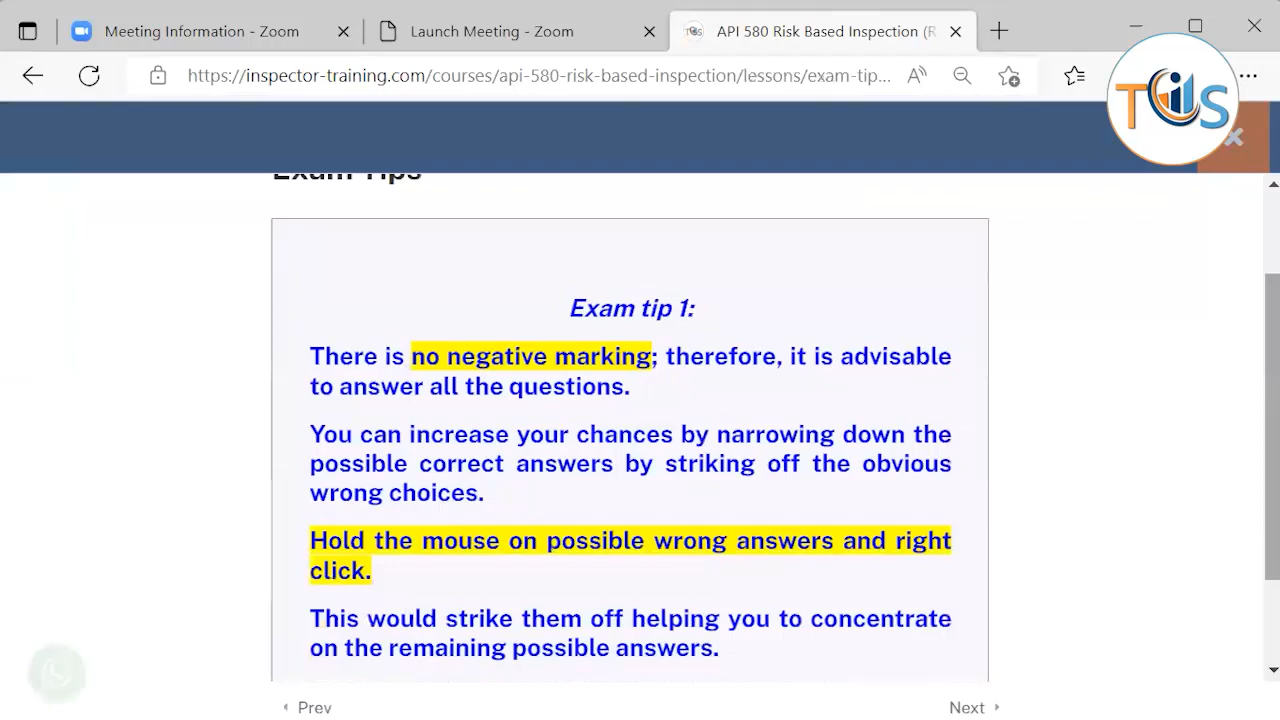 Meeting Information - Zoom
Launch Meeting - Zoom
API 580 Risk Based Inspection (R
https://inspector-training.com/courses/api-580-risk-based-inspection/lessons/exam-tip...
TIS
Exam Tips
Exam tip 1:
There is no negative marking; therefore, it is advisable
to answer all the questions.
You can increase your chances by narrowing down the
possible correct answers by striking off the obvious
wrong choices.
Hold the mouse on possible wrong answers and right
click.
This would strike them off helping you to concentrate
on the remaining possible answers.
Prev
Next